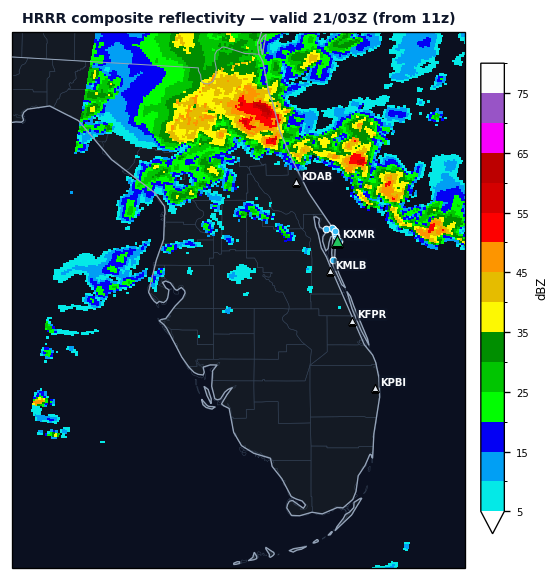 HRRR composite reflectivity — valid 21/03Z (from 11z)
KDAB
KXMR
KMLB
KFPR
KPBI
75
65
55
45
35
25
15
5
dBZ